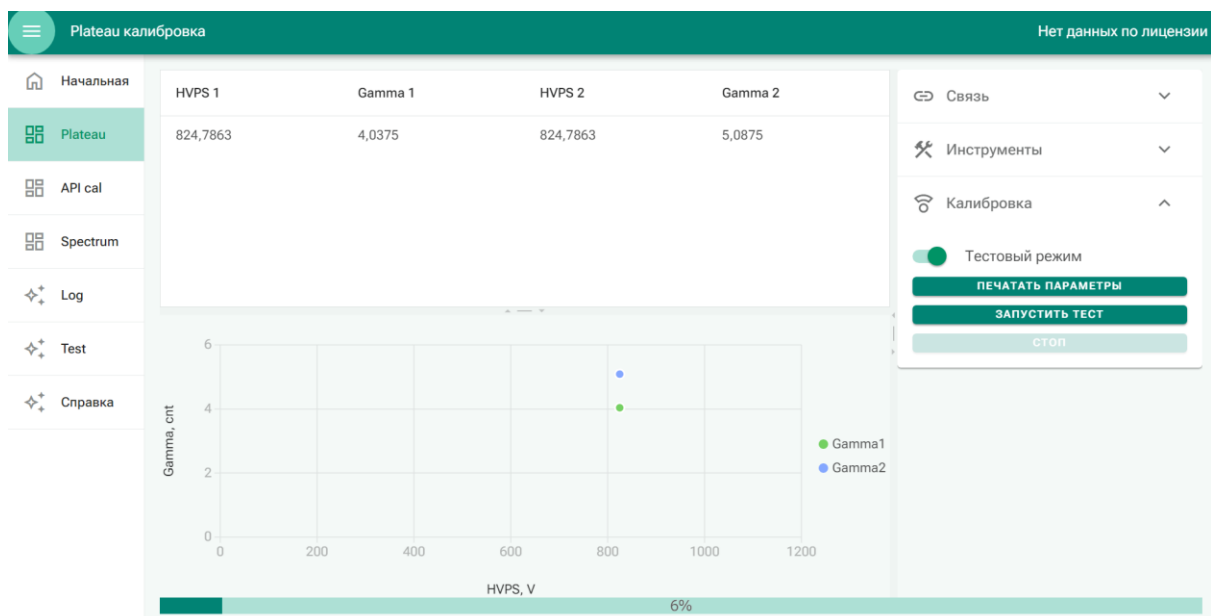 Plateau калибровка
Нет данных по лицензии
Начальная
Plateau
API cal
Spectrum
Log
Test
Справка
HVPS 1 Gamma 1 HVPS 2 Gamma 2
824,7863 4,0375 824,7863 5,0875
Связь
Инструменты
Калибровка
Тестовый режим
ПЕЧАТАТЬ ПАРАМЕТРЫ
ЗАПУСТИТЬ ТЕСТ
СТОП
Gamma, cnt
6
4
2
0
0 200 400 600 800 1000 1200
HVPS, V
Gamma1
Gamma2
6%